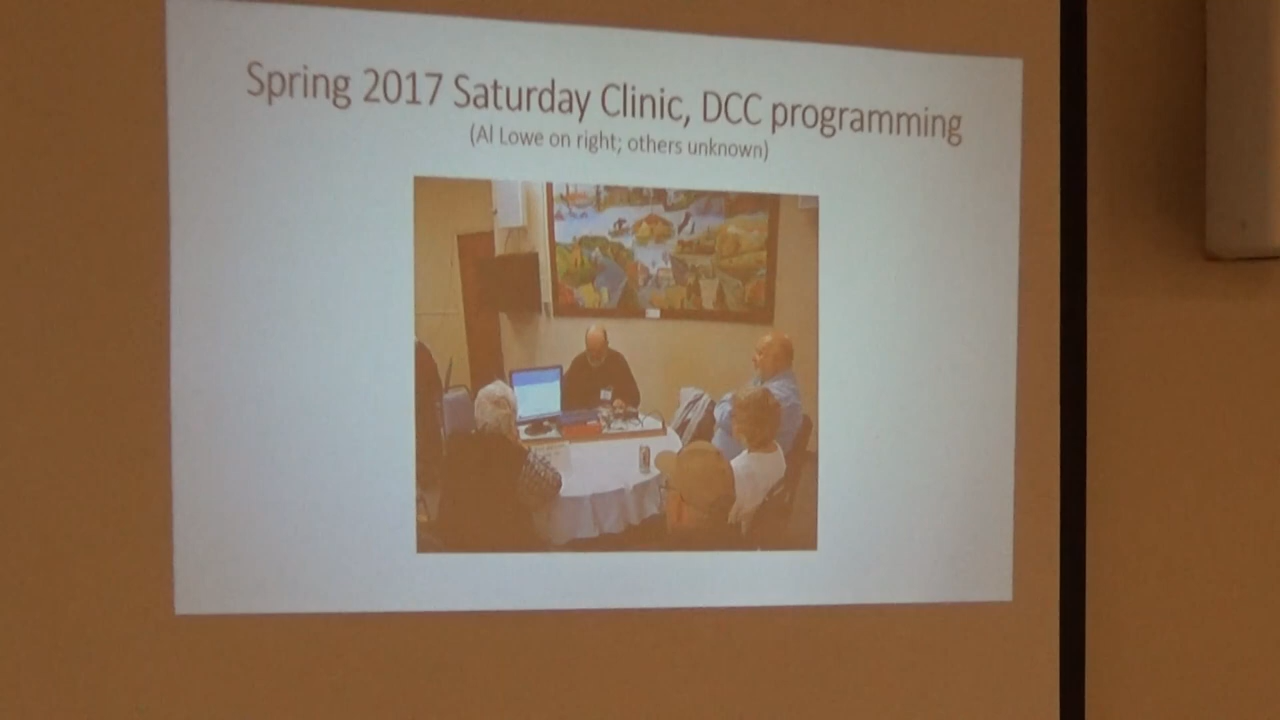 Spring 2017 Saturday Clinic, DCC programming
(Al Lowe on right; others unknown)